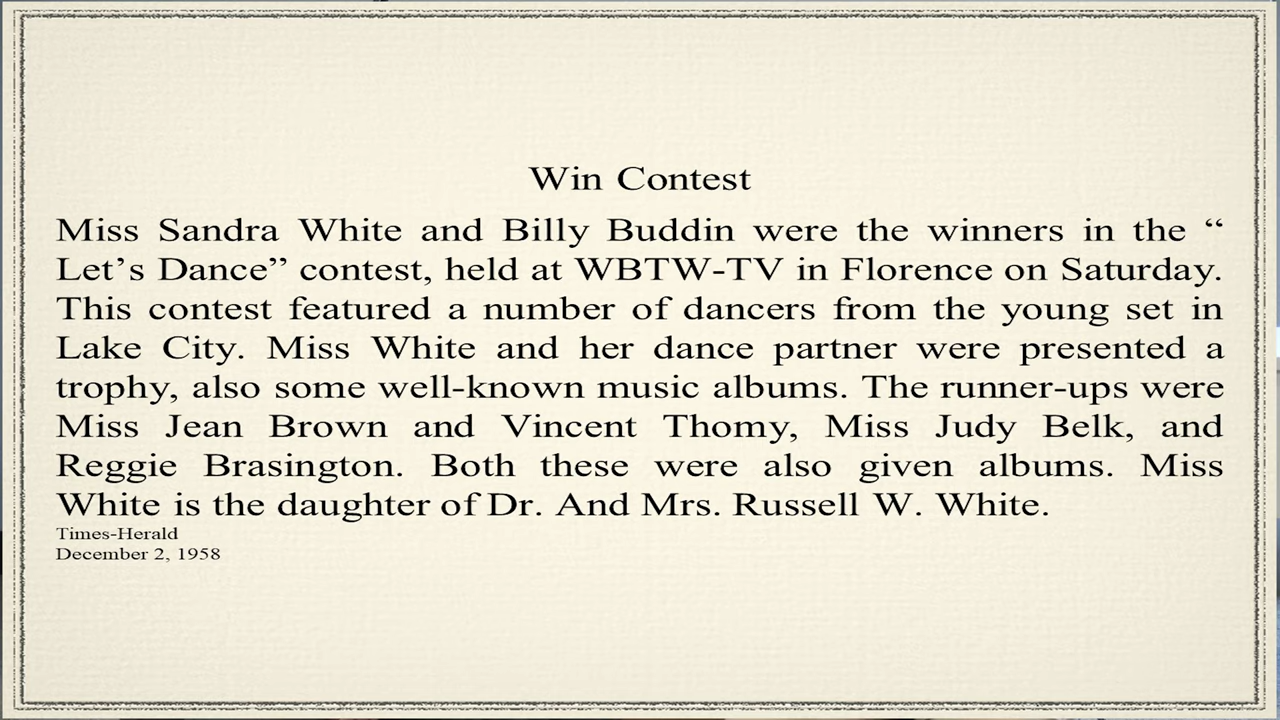 Win Contest
Miss Sandra White and Billy Buddin were the winners in the “
Let’s Dance” contest, held at WBTW-TV in Florence on Saturday.
This contest featured a number of dancers from the young set in
Lake City. Miss White and her dance partner were presented a
trophy, also some well-known music albums. The runner-ups were
Miss Jean Brown and Vincent Thomy, Miss Judy Belk, and
Reggie Brasington. Both these were also given albums. Miss
White is the daughter of Dr. And Mrs. Russell W. White.
Times-Herald
December 2, 1958